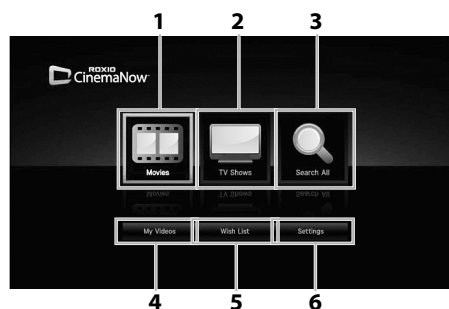 1 2 3
ROXIO
CinemaNow
Movies TV Shows Search All
My Videos Wish List Settings
4 5 6